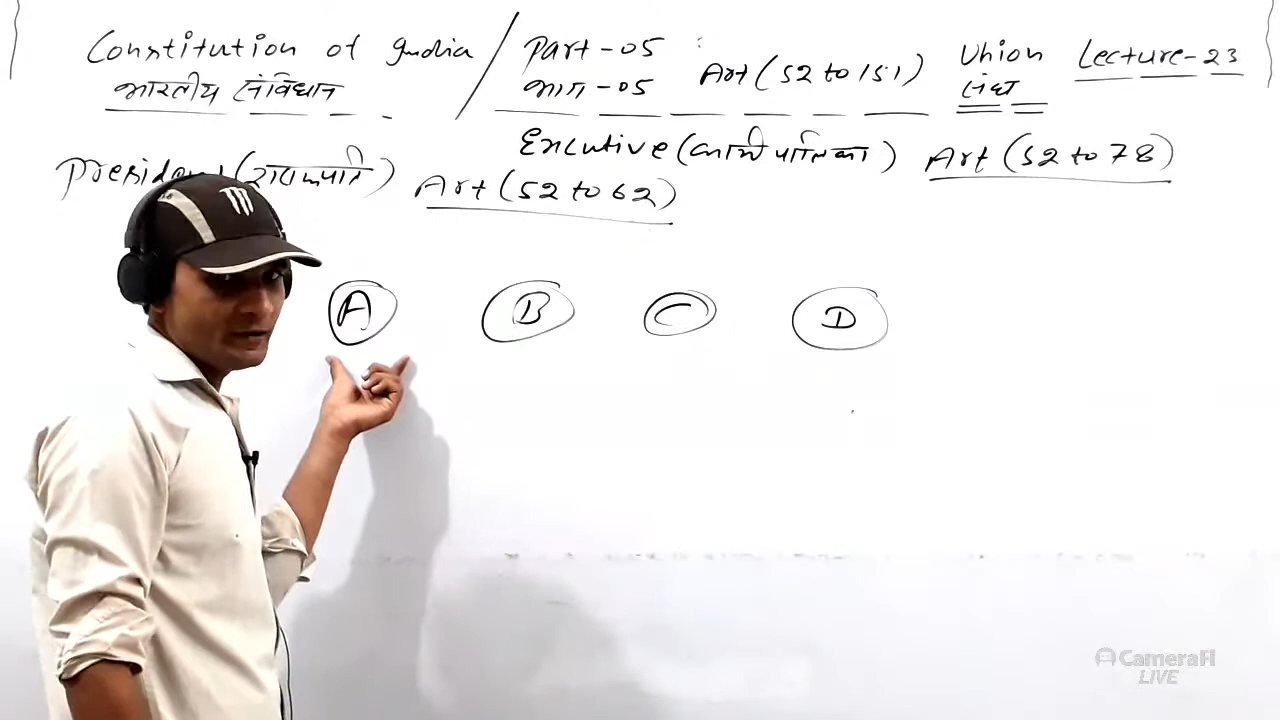 Constitution of India / Part-05 : Art (52 to 151) Union Lecture-23
भारतीय संविधान भाग-05 संघ
Executive (कार्यपालिका) Art (52 to 78)
President (राष्ट्रपति) Art (52 to 62)
A B C D
CameraFi
LIVE